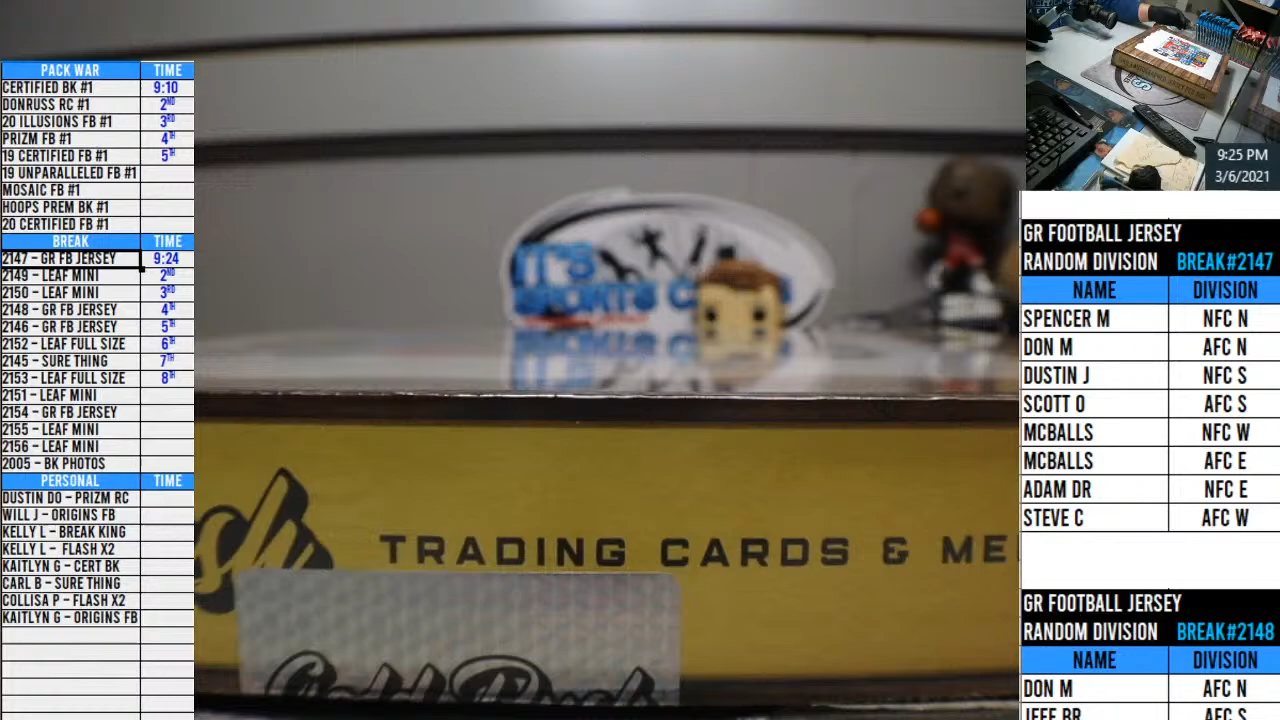 PACK WAR TIME
CERTIFIED BK #1 9:10
DONRUSS RC #1 2ND
20 ILLUSIONS FB #1 3RD
PRIZM FB #1 4TH
19 CERTIFIED FB #1 5TH
19 UNPARALLELED FB #1
MOSAIC FB #1
HOOPS PREM BK #1
20 CERTIFIED FB #1
BREAK TIME
2147 – GR FB JERSEY 9:24
2149 – LEAF MINI 2ND
2150 – LEAF MINI 3RD
2148 – GR FB JERSEY 4TH
2146 – GR FB JERSEY 5TH
2152 – LEAF FULL SIZE 6TH
2145 – SURE THING 7TH
2153 – LEAF FULL SIZE 8TH
2151 – LEAF MINI
2154 – GR FB JERSEY
2155 – LEAF MINI
2156 – LEAF MINI
2005 – BK PHOTOS
PERSONAL TIME
DUSTIN DO – PRIZM RC
WILL J – ORIGINS FB
KELLY L – BREAK KING
KELLY L – FLASH X2
KAITLYN G – CERT BK
CARL B – SURE THING
COLLISA P – FLASH X2
KAITLYN G – ORIGINS FB
IT'S
SPORTS C
TRADING CARDS & ME
Gold Rush
9:25 PM
3/6/2021
GR FOOTBALL JERSEY
RANDOM DIVISION BREAK#2147
NAME DIVISION
SPENCER M NFC N
DON M AFC N
DUSTIN J NFC S
SCOTT O AFC S
MCBALLS NFC W
MCBALLS AFC E
ADAM DR NFC E
STEVE C AFC W
GR FOOTBALL JERSEY
RANDOM DIVISION BREAK#2148
NAME DIVISION
DON M AFC N
JEFF BR AFC S